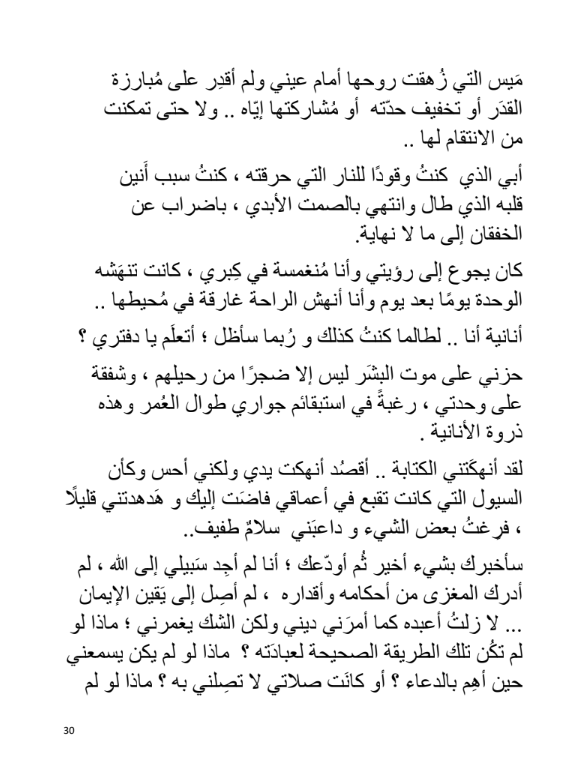 مَيس التي زُهقت روحها أمام عيني ولم أقدِر على مُبارزة
القدَر أو تخفيف حدّته أو مُشاركتها إيّاه .. ولا حتى تمكنت
من الانتقام لها ..
أبي الذي كنتُ وقودًا للنار التي حرقته ، كنتُ سبب أَنين
قلبه الذي طال وانتهي بالصمت الأبدي ، باضراب عن
الخفقان إلى ما لا نهاية.
كان يجوع إلى رؤيتي وأنا مُنغمسة في كِبري ، كانت تنهَشه
الوحدة يومًا بعد يوم وأنا أنهش الراحة غارقة في مُحيطها ..
أنانية أنا .. لطالما كنتُ كذلك و رُبما سأظل ؛ أتعلَم يا دفتري ؟
حزني على موت البشَر ليس إلا ضجرًا من رحيلهم ، وشفقة
على وحدتي ، رغبةً في استبقائم جواري طوال العُمر وهذه
ذروة الأنانية .
لقد أنهكَتني الكتابة .. أقصُد أنهكت يدي ولكني أحس وكأن
السيول التي كانت تقبع في أعماقي فاضَت إليك و هَدهدتني قليلًا
، فرِغتُ بعض الشيء و داعبَني سلامٌ طفيف..
سأخبرك بشيء أخير ثُم أودّعك ؛ أنا لم أجِد سَبيلي إلى الله ، لم
أدرك المغزى من أحكامه وأقداره ، لم أصِل إلى يَقين الإيمان
... لا زلتُ أعبده كما أمرَني ديني ولكن الشك يغمرني ؛ ماذا لو
لم تكُن تلك الطريقة الصحيحة لعبادَته ؟ ماذا لو لم يكن يسمعني
حين أهِم بالدعاء ؟ أو كانَت صلاتي لا تصِلني به ؟ ماذا لو لم
30